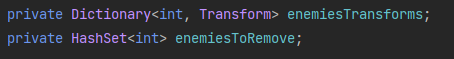 private Dictionary<int, Transform> enemiesTransforms;
private HashSet<int> enemiesToRemove;